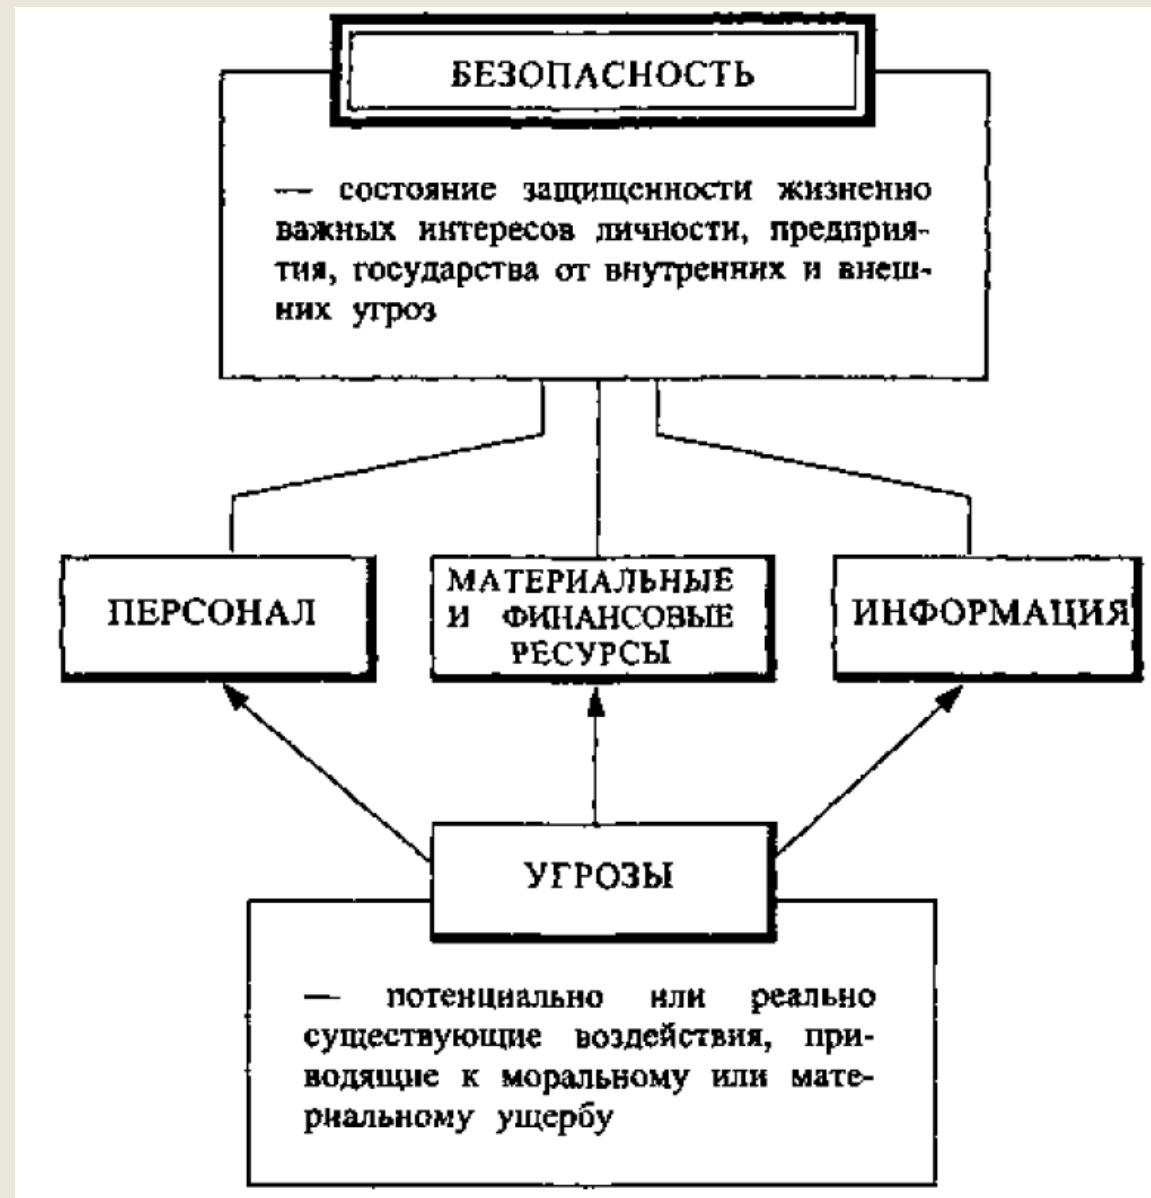 БЕЗОПАСНОСТЬ
— состояние защищенности жизненно
важных интересов личности, предприя-
тия, государства от внутренних и внеш-
них угроз
ПЕРСОНАЛ
МАТЕРИАЛЬНЫЕ
И ФИНАНСОВЫЕ
РЕСУРСЫ
ИНФОРМАЦИЯ
УГРОЗЫ
— потенциально или реально
существующие воздействия, при-
водящие к моральному или мате-
риальному ущербу